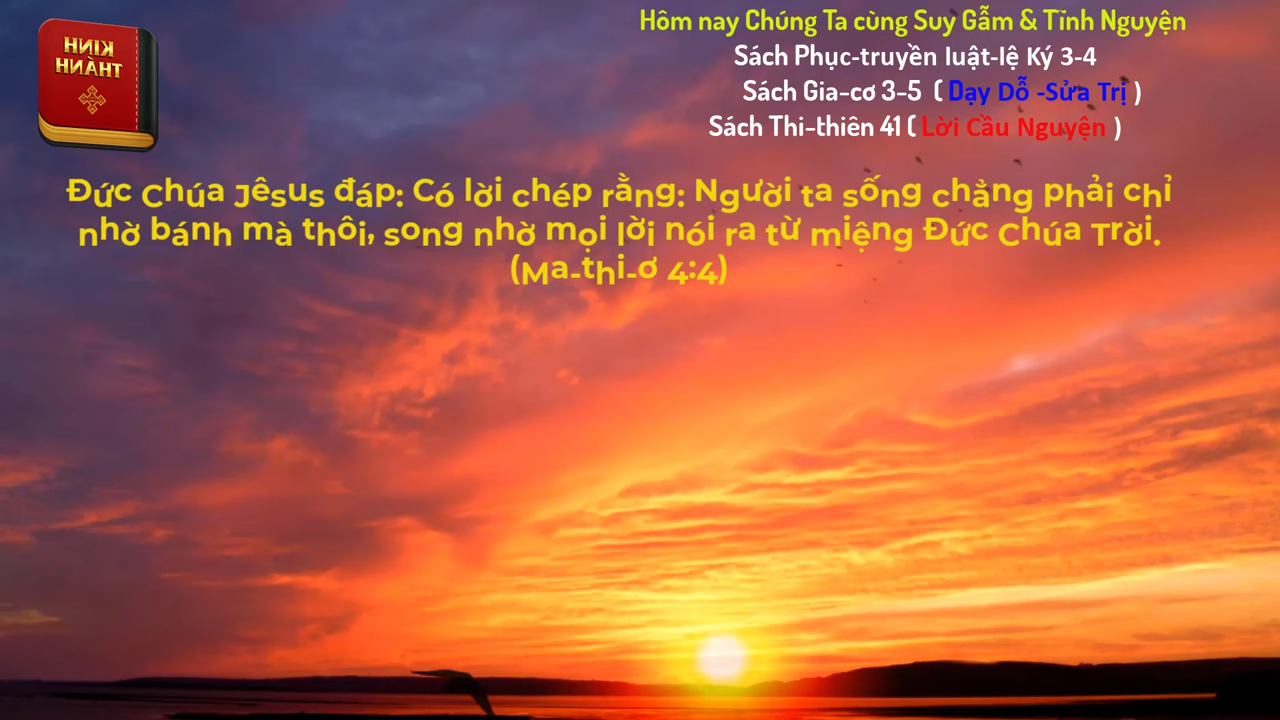 KINH
THÀNH
Hôm nay Chúng Ta cùng Suy Gẫm & Tĩnh Nguyện
Sách Phục-truyền luật-lệ Ký 3-4
Sách Gia-cơ 3-5 ( Dạy Dỗ -Sửa Trị )
Sách Thi-thiên 41 ( Lời Cầu Nguyện )
Đức Chúa Jêsus đáp: Có lời chép rằng: Người ta sống chẳng phải chỉ
nhờ bánh mà thôi, song nhờ mọi lời nói ra từ miệng Đức Chúa Trời.
(Ma-thi-ơ 4:4)